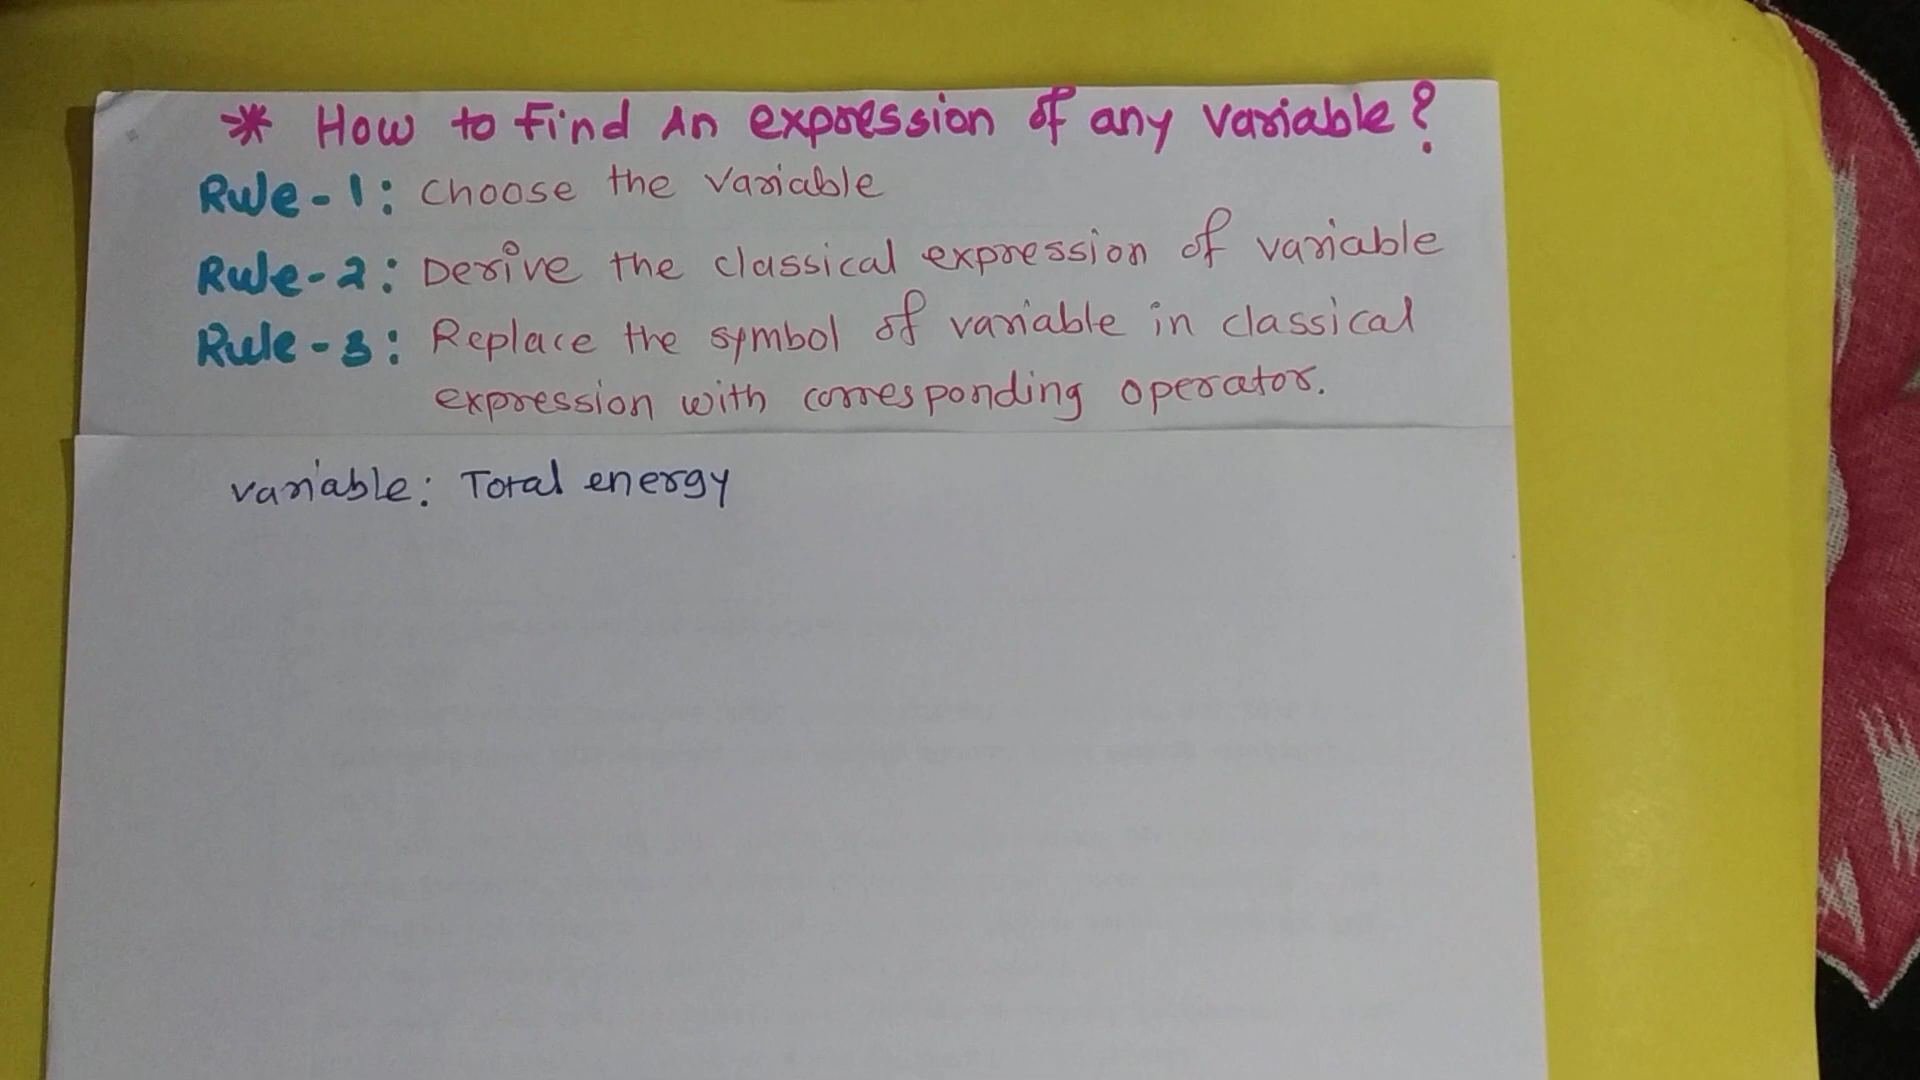 * How to Find An expression of any variable?
Rule-1: Choose the variable
Rule-2: Derive the classical expression of variable
Rule-3: Replace the symbol of variable in classical
expression with corresponding operator.
variable: Total energy